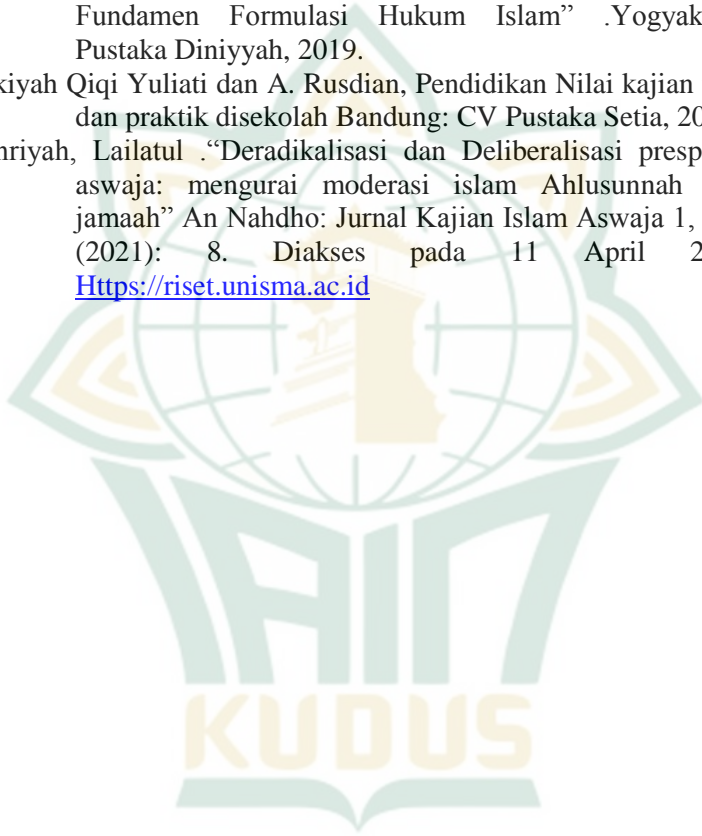 Fundamen Formulasi Hukum Islam” .Yogyak
Pustaka Diniyyah, 2019.
kiyah Qiqi Yuliati dan A. Rusdian, Pendidikan Nilai kajian
dan praktik disekolah Bandung: CV Pustaka Setia, 20
nriyah, Lailatul .“Deradikalisasi dan Deliberalisasi presp
aswaja: mengurai moderasi islam Ahlusunnah
jamaah” An Nahdho: Jurnal Kajian Islam Aswaja 1,
(2021): 8. Diakses pada 11 April 2
Https://riset.unisma.ac.id
IAIN
KUDUS